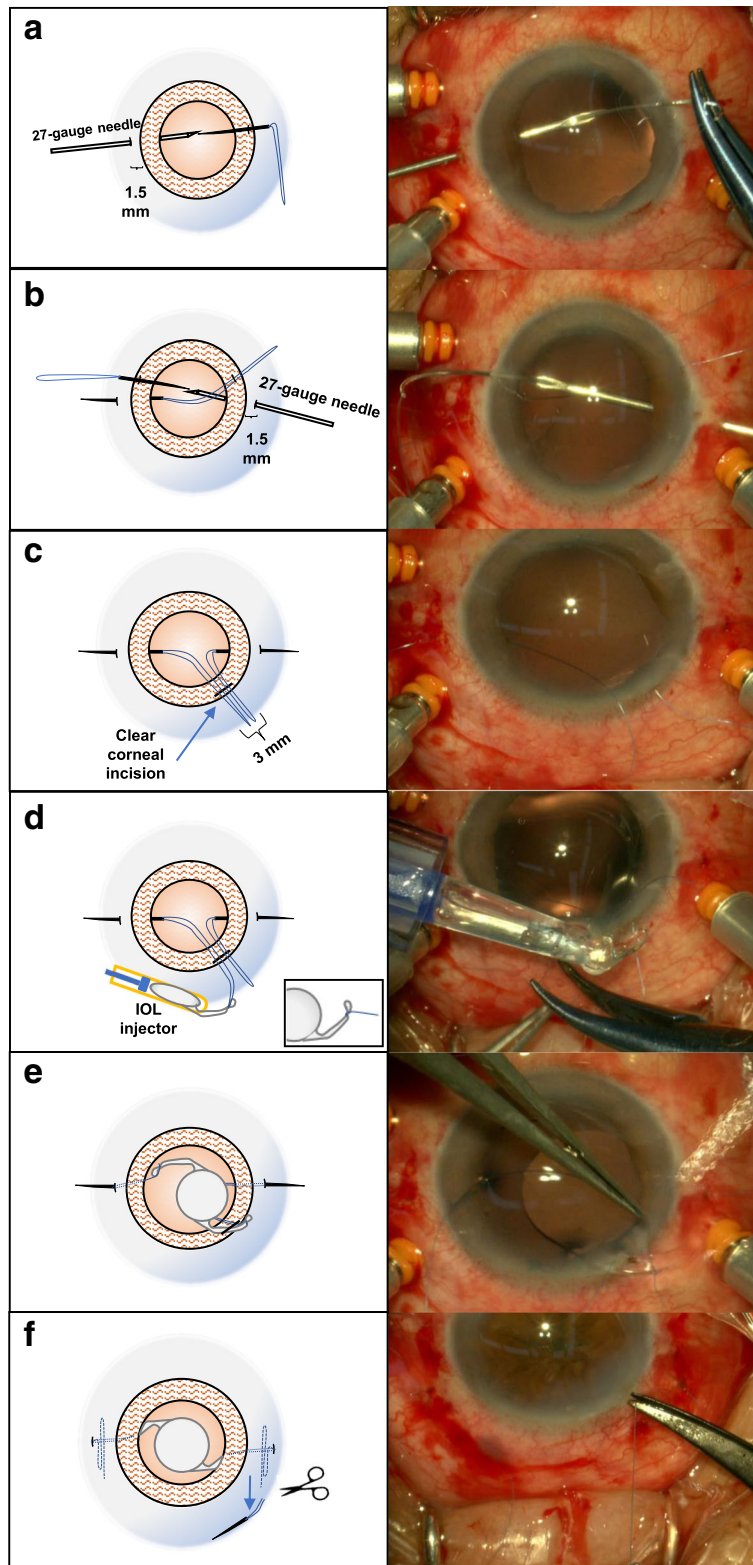 a
27-gauge needle
1.5
mm
b
27-gauge needle
1.5
mm
c
Clear
corneal
incision
3 mm
d
IOL
injector
e
f